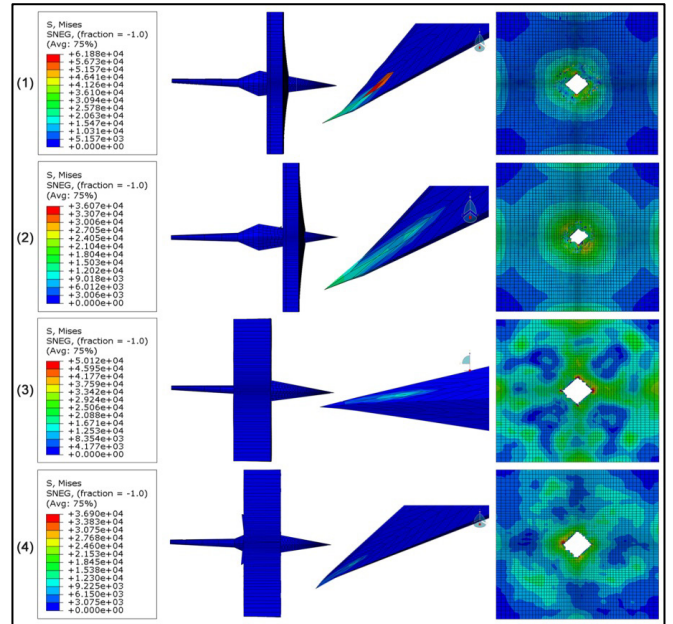 (1)
S, Mises
SNEG, (fraction = -1.0)
(Avg: 75%)
+6.188e+04
+5.673e+04
+5.157e+04
+4.641e+04
+4.126e+04
+3.610e+04
+3.094e+04
+2.578e+04
+2.063e+04
+1.547e+04
+1.031e+04
+5.157e+03
+0.000e+00
(2)
S, Mises
SNEG, (fraction = -1.0)
(Avg: 75%)
+3.607e+04
+3.307e+04
+3.006e+04
+2.705e+04
+2.405e+04
+2.104e+04
+1.804e+04
+1.503e+04
+1.202e+04
+9.018e+03
+6.012e+03
+3.006e+03
+0.000e+00
(3)
S, Mises
SNEG, (fraction = -1.0)
(Avg: 75%)
+5.012e+04
+4.595e+04
+4.177e+04
+3.759e+04
+3.342e+04
+2.924e+04
+2.506e+04
+2.088e+04
+1.671e+04
+1.253e+04
+8.354e+03
+4.177e+03
+0.000e+00
(4)
S, Mises
SNEG, (fraction = -1.0)
(Avg: 75%)
+3.690e+04
+3.383e+04
+3.075e+04
+2.768e+04
+2.460e+04
+2.153e+04
+1.845e+04
+1.538e+04
+1.230e+04
+9.225e+03
+6.150e+03
+3.075e+03
+0.000e+00